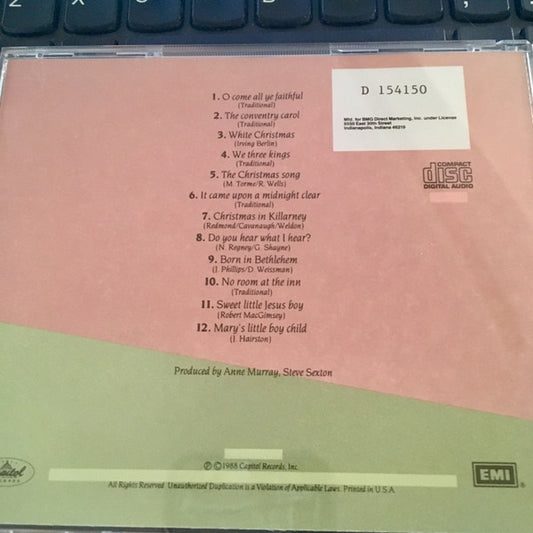 Z X
D 154150
Mfd. for BMG Direct Marketing, Inc. under License
6550 East 30th Street
Indianapolis, Indiana 46219
1. O come all ye faithful
(Traditional)
2. The conventry carol
(Traditional)
3. White Christmas
(Irving Berlin)
4. We three kings
(Traditional)
5. The Christmas song
(M. Torme/R. Wells)
6. It came upon a midnight clear
(Traditional)
7. Christmas in Killarney
(Redmond/Cavanaugh/Weldon)
8. Do you hear what I hear?
(N. Regney/G. Shayne)
9. Born in Bethlehem
(J. Phillips/D. Weissman)
10. No room at the inn
(Traditional)
11. Sweet little Jesus boy
(Robert MacGimsey)
12. Mary's little boy child
(J. Hairston)
COMPACT
disc
DIGITAL AUDIO
Produced by Anne Murray, Steve Sexton
℗ © 1988 Capitol Records, Inc.
All Rights Reserved. Unauthorized Duplication is a Violation of Applicable Laws. Printed in U.S.A.
Capitol
RECORDS
EMI ®